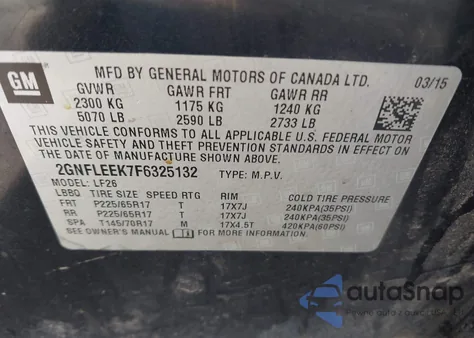 GM
MFD BY GENERAL MOTORS OF CANADA LTD.
03/15
GVWR GAWR FRT GAWR RR
2300 KG 1175 KG 1240 KG
5070 LB 2590 LB 2733 LB
THIS VEHICLE CONFORMS TO ALL APPLICABLE U.S. FEDERAL MOTOR
VEHICLE SAFETY AND THEFT PREVENTION STANDARDS IN EFFECT ON
THE DATE OF MANUFACTURE SHOWN ABOVE.
2GNFLEEK7F6325132 TYPE: M.P.V.
MODEL: LF26
LBBQ TIRE SIZE SPEED RTG RIM COLD TIRE PRESSURE
FRT P225/65R17 T 17X7J 240KPA(35PSI)
RR P225/65R17 T 17X7J 240KPA(35PSI)
SPA T145/70R17 M 17X4.5T 420KPA(60PSI)
SEE OWNER'S MANUAL FOR MORE INFORMATION.
autoSnap